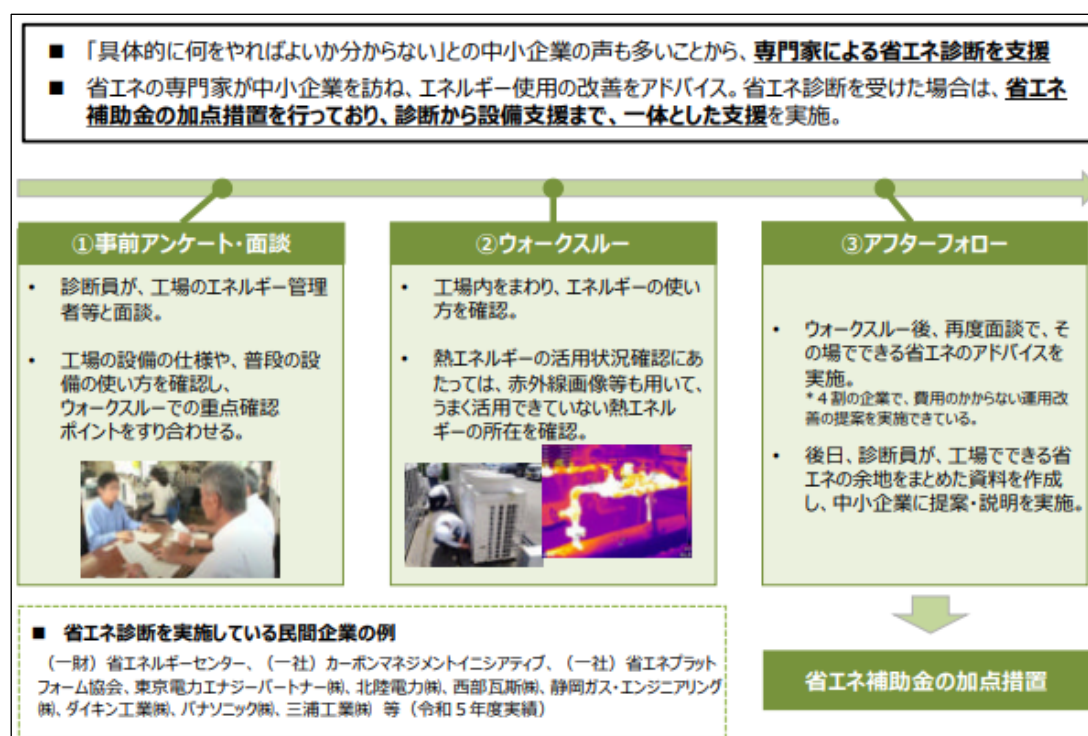 ■ 「具体的に何をやればよいか分からない」との中小企業の声も多いことから、専門家による省エネ診断を支援
■ 省エネの専門家が中小企業を訪ね、エネルギー使用の改善をアドバイス。省エネ診断を受けた場合は、省エネ
補助金の加点措置を行っており、診断から設備支援まで、一体とした支援を実施。
①事前アンケート・面談
• 診断員が、工場のエネルギー管理
者等と面談。
• 工場の設備の仕様や、普段の設
備の使い方を確認し、
ウォークスルーでの重点確認
ポイントをすり合わせる。
②ウォークスルー
• 工場内をまわり、エネルギーの使い
方を確認。
• 熱エネルギーの活用状況確認にあ
たっては、赤外線画像等も用いて、
うまく活用できていない熱エネル
ギーの所在を確認。
③アフターフォロー
• ウォークスルー後、再度面談で、そ
の場でできる省エネのアドバイスを
実施。
*４割の企業で、費用のかからない運用改
善の提案を実施できている。
• 後日、診断員が、工場でできる省
エネの余地をまとめた資料を作成
し、中小企業に提案・説明を実施。
■ 省エネ診断を実施している民間企業の例
（一財）省エネルギーセンター、（一社）カーボンマネジメントイニシアティブ、（一社）省エネプラット
フォーム協会、東京電力エナジーパートナー㈱、北陸電力㈱、西部瓦斯㈱、静岡ガス・エンジニアリング
㈱、ダイキン工業㈱、パナソニック㈱、三浦工業㈱ 等（令和５年度実績）
省エネ補助金の加点措置